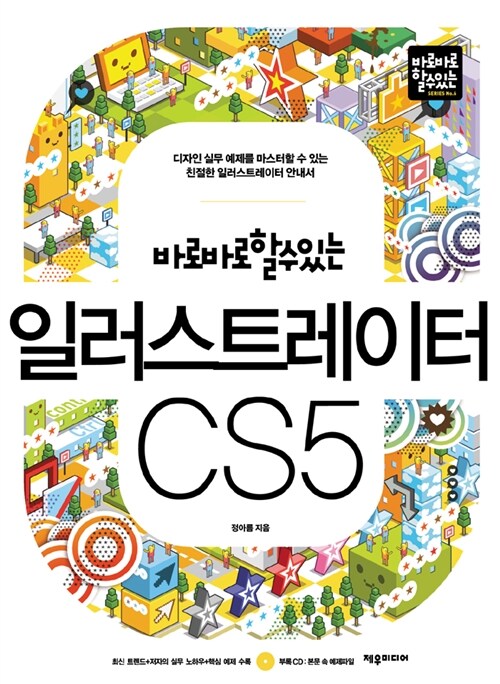 바로바로
할수있는
SERIES No.4
디자인 실무 예제를 마스터할 수 있는
친절한 일러스트레이터 안내서
바로바로할수있는
일러스트레이터
CS5
정아름 지음
최신 트렌드+저자의 실무 노하우+핵심 예제 수록
부록CD : 본문 속 예제파일
제우미디어